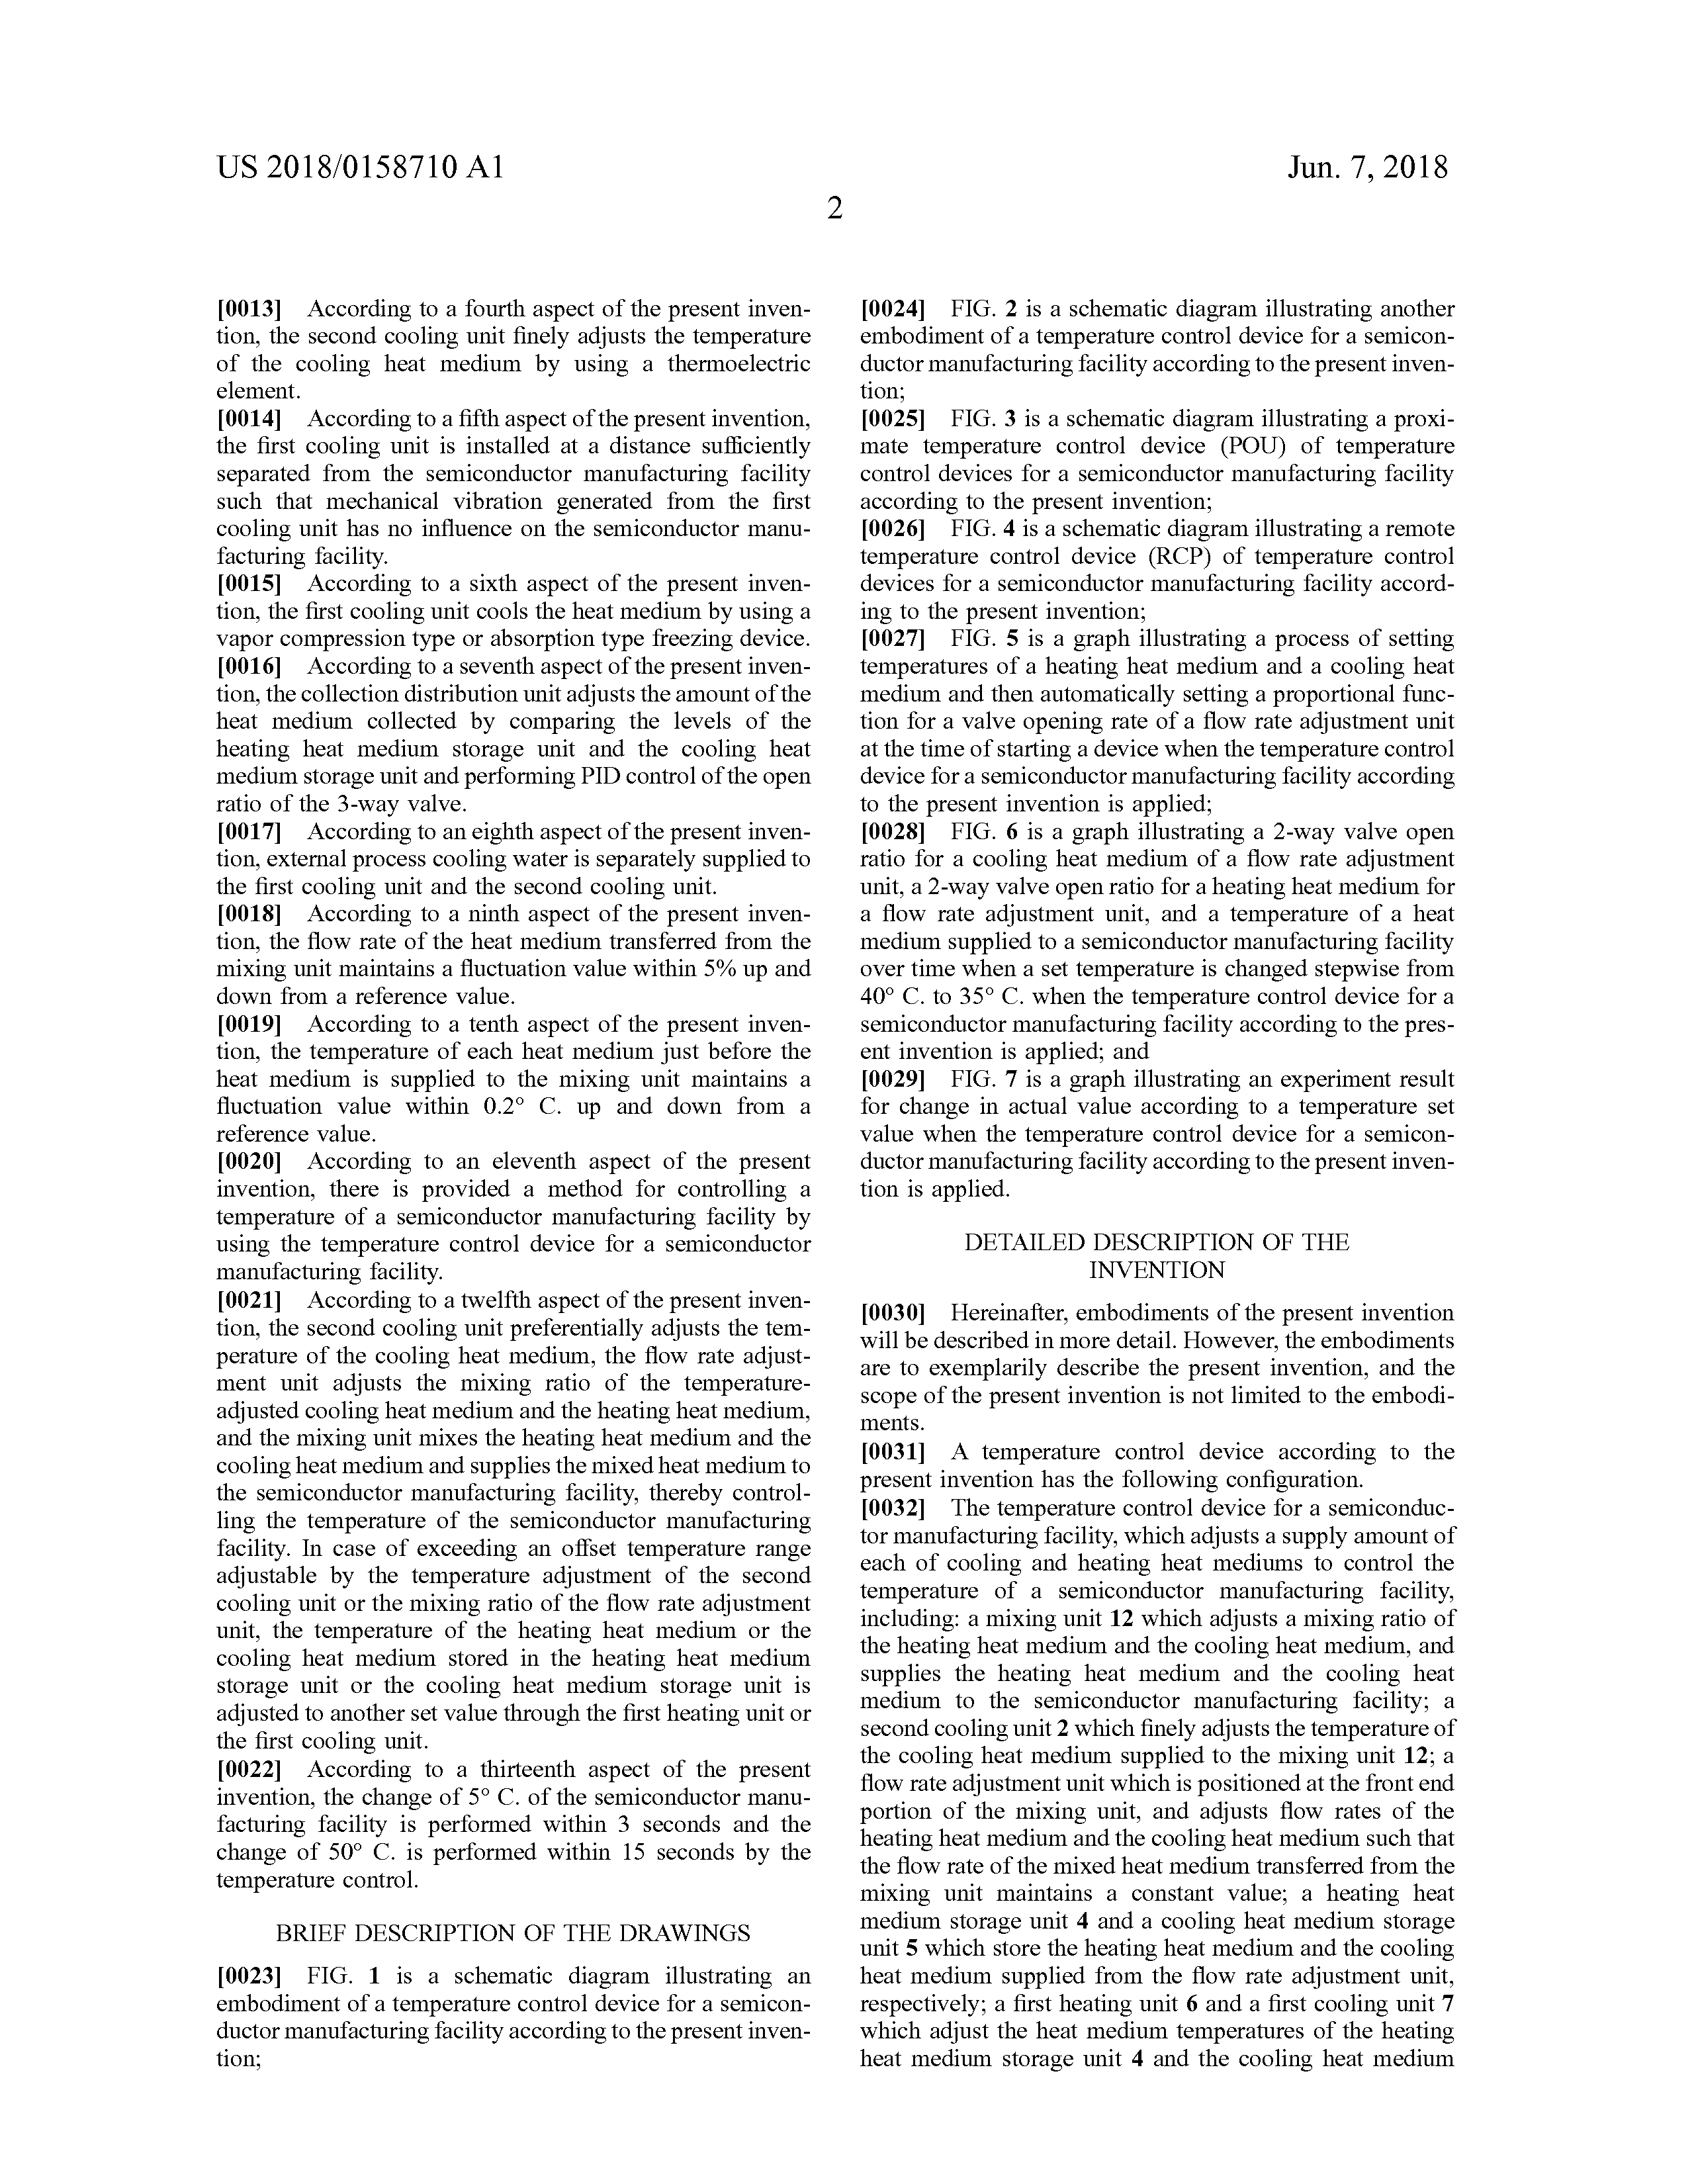 US 2018/0158710 A1
Jun. 7, 2018
2
[0013] According to a fourth aspect of the present inven-
tion, the second cooling unit finely adjusts the temperature
of the cooling heat medium by using a thermoelectric
element.
[0014] According to a fifth aspect of the present invention,
the first cooling unit is installed at a distance sufficiently
separated from the semiconductor manufacturing facility
such that mechanical vibration generated from the first
cooling unit has no influence on the semiconductor manu-
facturing facility.
[0015] According to a sixth aspect of the present inven-
tion, the first cooling unit cools the heat medium by using a
vapor compression type or absorption type freezing device.
[0016] According to a seventh aspect of the present inven-
tion, the collection distribution unit adjusts the amount of the
heat medium collected by comparing the levels of the
heating heat medium storage unit and the cooling heat
medium storage unit and performing PID control of the open
ratio of the 3-way valve.
[0017] According to an eighth aspect of the present inven-
tion, external process cooling water is separately supplied to
the first cooling unit and the second cooling unit.
[0018] According to a ninth aspect of the present inven-
tion, the flow rate of the heat medium transferred from the
mixing unit maintains a fluctuation value within 5% up and
down from a reference value.
[0019] According to a tenth aspect of the present inven-
tion, the temperature of each heat medium just before the
heat medium is supplied to the mixing unit maintains a
fluctuation value within 0.2° C. up and down from a
reference value.
[0020] According to an eleventh aspect of the present
invention, there is provided a method for controlling a
temperature of a semiconductor manufacturing facility by
using the temperature control device for a semiconductor
manufacturing facility.
[0021] According to a twelfth aspect of the present inven-
tion, the second cooling unit preferentially adjusts the tem-
perature of the cooling heat medium, the flow rate adjust-
ment unit adjusts the mixing ratio of the temperature-
adjusted cooling heat medium and the heating heat medium,
and the mixing unit mixes the heating heat medium and the
cooling heat medium and supplies the mixed heat medium to
the semiconductor manufacturing facility, thereby control-
ling the temperature of the semiconductor manufacturing
facility. In case of exceeding an offset temperature range
adjustable by the temperature adjustment of the second
cooling unit or the mixing ratio of the flow rate adjustment
unit, the temperature of the heating heat medium or the
cooling heat medium stored in the heating heat medium
storage unit or the cooling heat medium storage unit is
adjusted to another set value through the first heating unit or
the first cooling unit.
[0022] According to a thirteenth aspect of the present
invention, the change of 5° C. of the semiconductor manu-
facturing facility is performed within 3 seconds and the
change of 50° C. is performed within 15 seconds by the
temperature control.
BRIEF DESCRIPTION OF THE DRAWINGS
[0023] FIG. 1 is a schematic diagram illustrating an
embodiment of a temperature control device for a semicon-
ductor manufacturing facility according to the present inven-
tion;
[0024] FIG. 2 is a schematic diagram illustrating another
embodiment of a temperature control device for a semicon-
ductor manufacturing facility according to the present inven-
tion;
[0025] FIG. 3 is a schematic diagram illustrating a proxi-
mate temperature control device (POU) of temperature
control devices for a semiconductor manufacturing facility
according to the present invention;
[0026] FIG. 4 is a schematic diagram illustrating a remote
temperature control device (RCP) of temperature control
devices for a semiconductor manufacturing facility accord-
ing to the present invention;
[0027] FIG. 5 is a graph illustrating a process of setting
temperatures of a heating heat medium and a cooling heat
medium and then automatically setting a proportional func-
tion for a valve opening rate of a flow rate adjustment unit
at the time of starting a device when the temperature control
device for a semiconductor manufacturing facility according
to the present invention is applied;
[0028] FIG. 6 is a graph illustrating a 2-way valve open
ratio for a cooling heat medium of a flow rate adjustment
unit, a 2-way valve open ratio for a heating heat medium for
a flow rate adjustment unit, and a temperature of a heat
medium supplied to a semiconductor manufacturing facility
over time when a set temperature is changed stepwise from
40° C. to 35° C. when the temperature control device for a
semiconductor manufacturing facility according to the pres-
ent invention is applied; and
[0029] FIG. 7 is a graph illustrating an experiment result
for change in actual value according to a temperature set
value when the temperature control device for a semicon-
ductor manufacturing facility according to the present inven-
tion is applied.
DETAILED DESCRIPTION OF THE
INVENTION
[0030] Hereinafter, embodiments of the present invention
will be described in more detail. However, the embodiments
are to exemplarily describe the present invention, and the
scope of the present invention is not limited to the embodi-
ments.
[0031] A temperature control device according to the
present invention has the following configuration.
[0032] The temperature control device for a semiconduc-
tor manufacturing facility, which adjusts a supply amount of
each of cooling and heating heat mediums to control the
temperature of a semiconductor manufacturing facility,
including: a mixing unit 12 which adjusts a mixing ratio of
the heating heat medium and the cooling heat medium, and
supplies the heating heat medium and the cooling heat
medium to the semiconductor manufacturing facility; a
second cooling unit 2 which finely adjusts the temperature of
the cooling heat medium supplied to the mixing unit 12; a
flow rate adjustment unit which is positioned at the front end
portion of the mixing unit, and adjusts flow rates of the
heating heat medium and the cooling heat medium such that
the flow rate of the mixed heat medium transferred from the
mixing unit maintains a constant value; a heating heat
medium storage unit 4 and a cooling heat medium storage
unit 5 which store the heating heat medium and the cooling
heat medium supplied from the flow rate adjustment unit,
respectively; a first heating unit 6 and a first cooling unit 7
which adjust the heat medium temperatures of the heating
heat medium storage unit 4 and the cooling heat medium